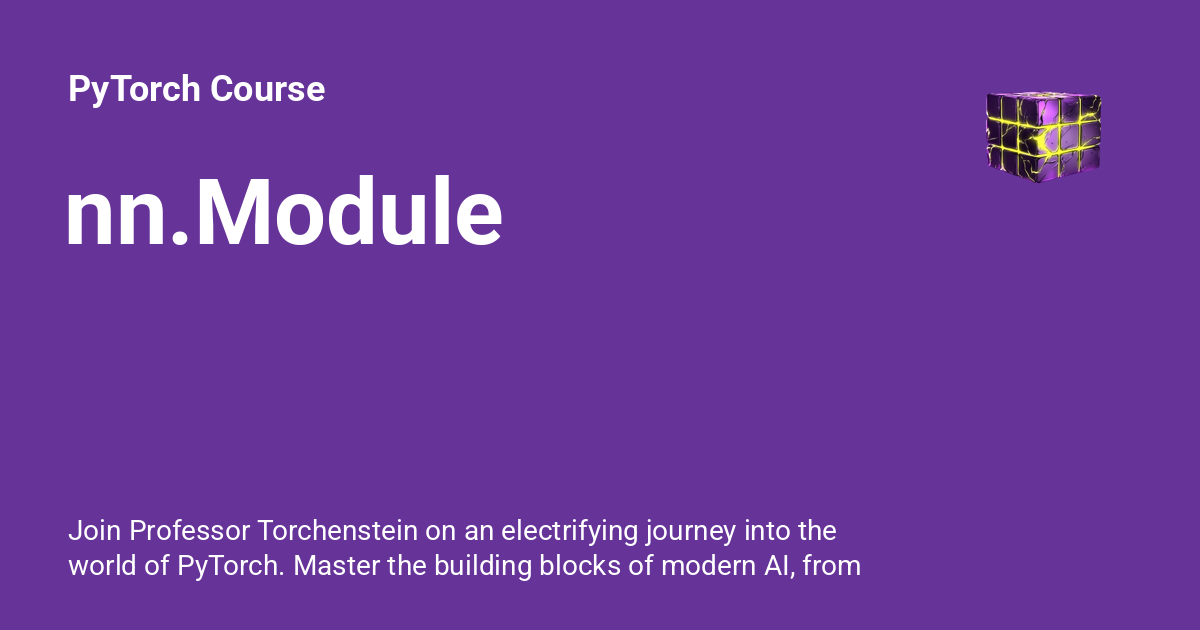 PyTorch Course
nn.Module
Join Professor Torchenstein on an electrifying journey into the
world of PyTorch. Master the building blocks of modern AI, from